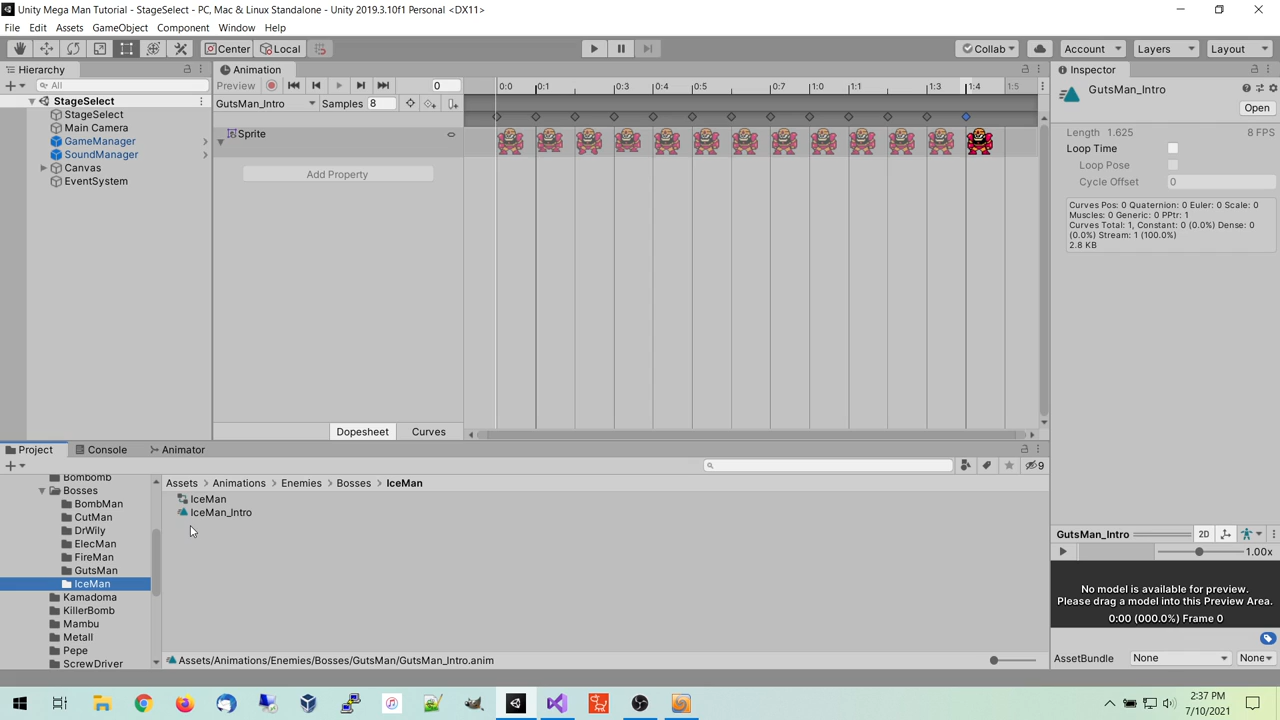 Unity Mega Man Tutorial - StageSelect - PC, Mac & Linux Standalone - Unity 2019.3.10f1 Personal <DX11>
File Edit Assets GameObject Component Window Help
Center Local Collab Account Layers Layout
Hierarchy
All
StageSelect
StageSelect
Main Camera
GameManager
SoundManager
Canvas
EventSystem
Animation
Preview 0
GutsMan_Intro Samples 8
0:0 0:1 0:3 0:4 0:5 0:7 1:0 1:1 1:3 1:4 1:5
Sprite
Add Property
Dopesheet Curves
Inspector
GutsMan_Intro
Open
Length 1.625 8 FPS
Loop Time
Loop Pose
Cycle Offset 0
Curves Pos: 0 Quaternion: 0 Euler: 0 Scale: 0
Muscles: 0 Generic: 0 PPtr: 1
Curves Total: 1, Constant: 0 (0.0%) Dense: 0
(0.0%) Stream: 1 (100.0%)
2.8 KB
Project Console Animator
9
Bombomb
Bosses
BombMan
CutMan
DrWily
ElecMan
FireMan
GutsMan
IceMan
Kamadoma
KillerBomb
Mambu
Metall
Pepe
ScrewDriver
Assets > Animations > Enemies > Bosses > IceMan
IceMan
IceMan_Intro
Assets/Animations/Enemies/Bosses/GutsMan/GutsMan_Intro.anim
GutsMan_Intro 2D
1.00x
No model is available for preview.
Please drag a model into this Preview Area.
0:00 (000.0%) Frame 0
AssetBundle None None
2:37 PM
7/10/2021